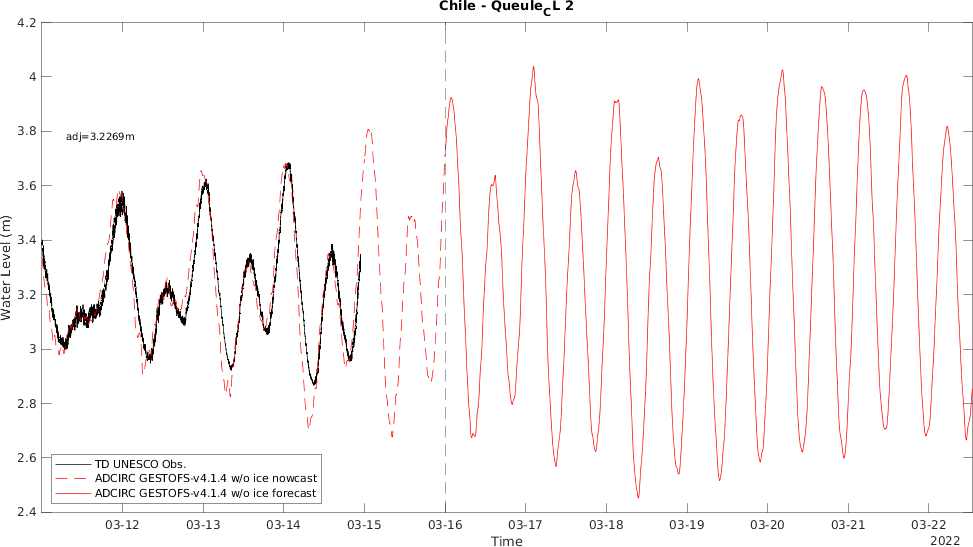 Chile - Queule_CL 2
4.2
4
3.8
3.6
3.4
3.2
3
2.8
2.6
2.4
Water Level (m)
adj=3.2269m
TD UNESCO Obs.
ADCIRC GESTOFS-v4.1.4 w/o ice nowcast
ADCIRC GESTOFS-v4.1.4 w/o ice forecast
03-12 03-13 03-14 03-15 03-16 03-17 03-18 03-19 03-20 03-21 03-22
Time
2022